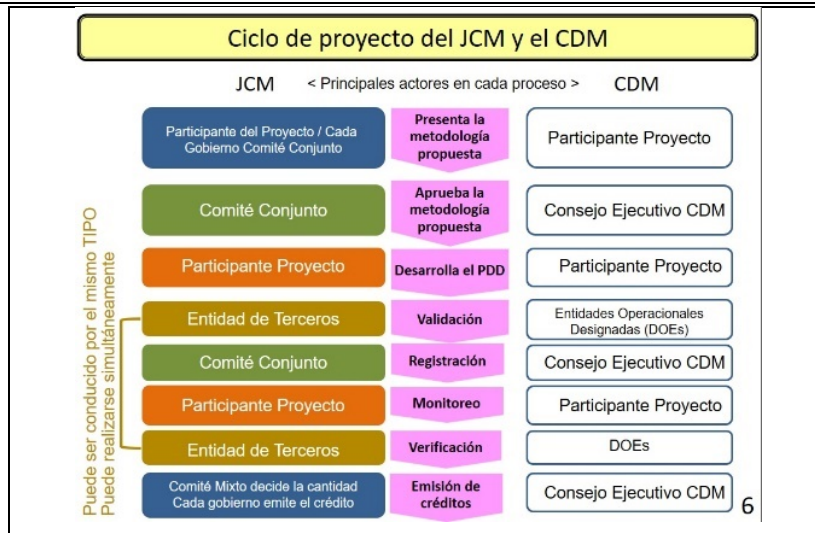 Ciclo de proyecto del JCM y el CDM
JCM < Principales actores en cada proceso > CDM
Participante del Proyecto / Cada
Gobierno Comité Conjunto
Presenta la
metodología
propuesta
Participante Proyecto
Comité Conjunto
Aprueba la
metodología
propuesta
Consejo Ejecutivo CDM
Participante Proyecto
Desarrolla el PDD
Participante Proyecto
Entidad de Terceros
Validación
Entidades Operacionales
Designadas (DOEs)
Comité Conjunto
Registración
Consejo Ejecutivo CDM
Participante Proyecto
Monitoreo
Participante Proyecto
Entidad de Terceros
Verificación
DOEs
Comité Mixto decide la cantidad
Cada gobierno emite el crédito
Emisión de
créditos
Consejo Ejecutivo CDM
Puede ser conducido por el mismo TIPO
Puede realizarse simultáneamente
6